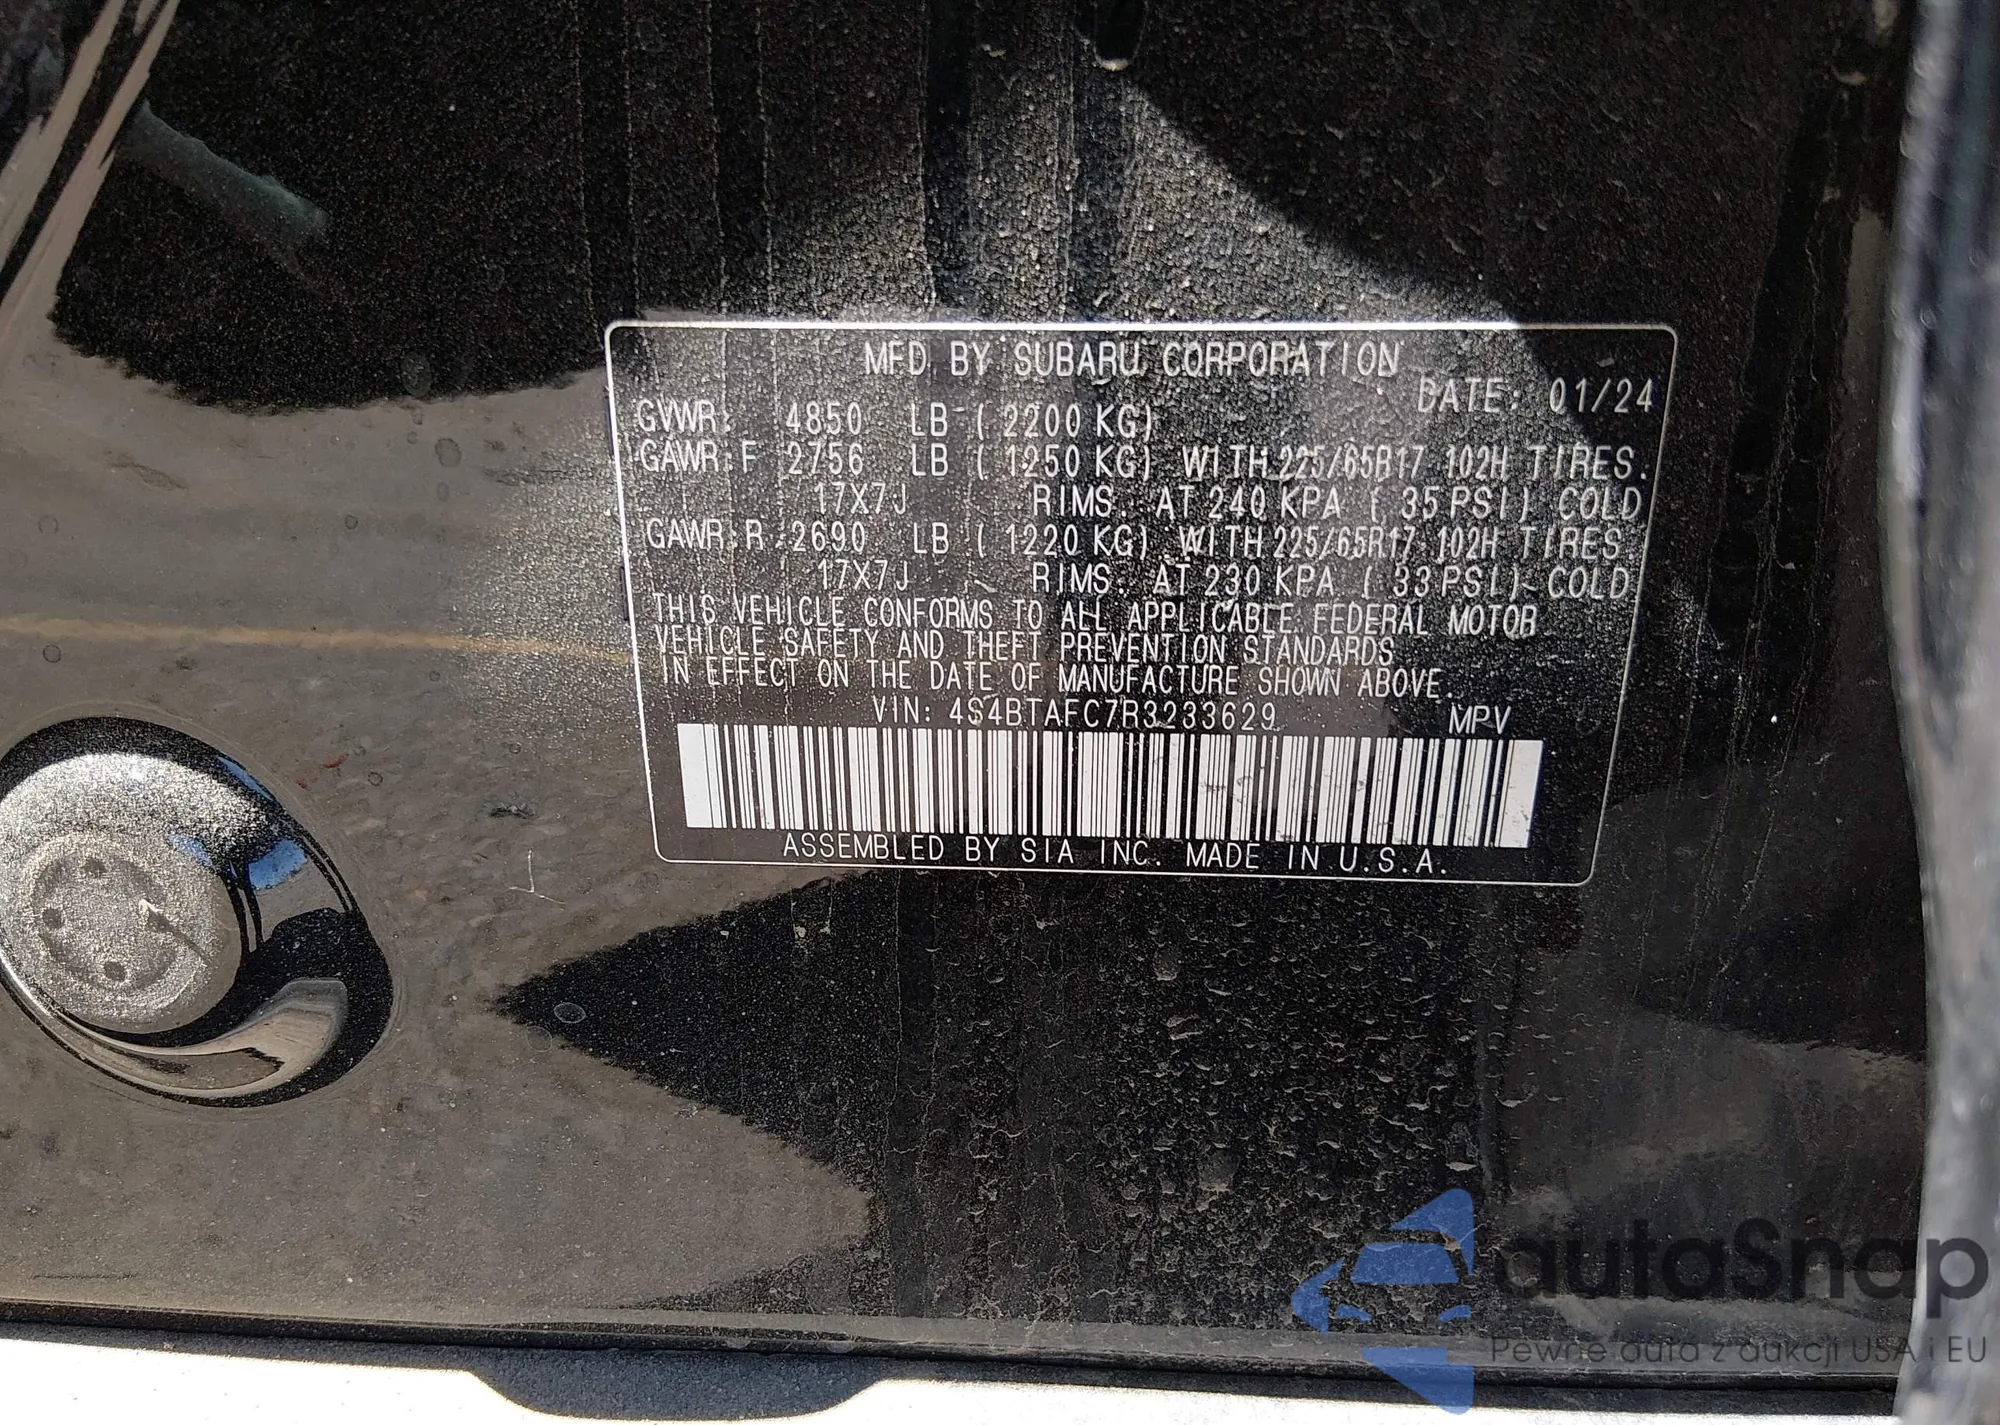 MFD BY SUBARU CORPORATION
DATE: 01/24
GVWR: 4850 LB ( 2200 KG)
GAWR:F 2756 LB ( 1250 KG) WITH 225/65R17 102H TIRES.
17X7J RIMS. AT 240 KPA ( 35 PSI) COLD
GAWR:R 2690 LB ( 1220 KG) WITH 225/65R17 102H TIRES
17X7J RIMS. AT 230 KPA ( 33 PSI) COLD
THIS VEHICLE CONFORMS TO ALL APPLICABLE FEDERAL MOTOR
VEHICLE SAFETY AND THEFT PREVENTION STANDARDS
IN EFFECT ON THE DATE OF MANUFACTURE SHOWN ABOVE.
VIN: 4S4BTAFC7R3233629 MPV
ASSEMBLED BY SIA INC. MADE IN U.S.A.
autaSnap
Pewne auta z aukcji USA i EU